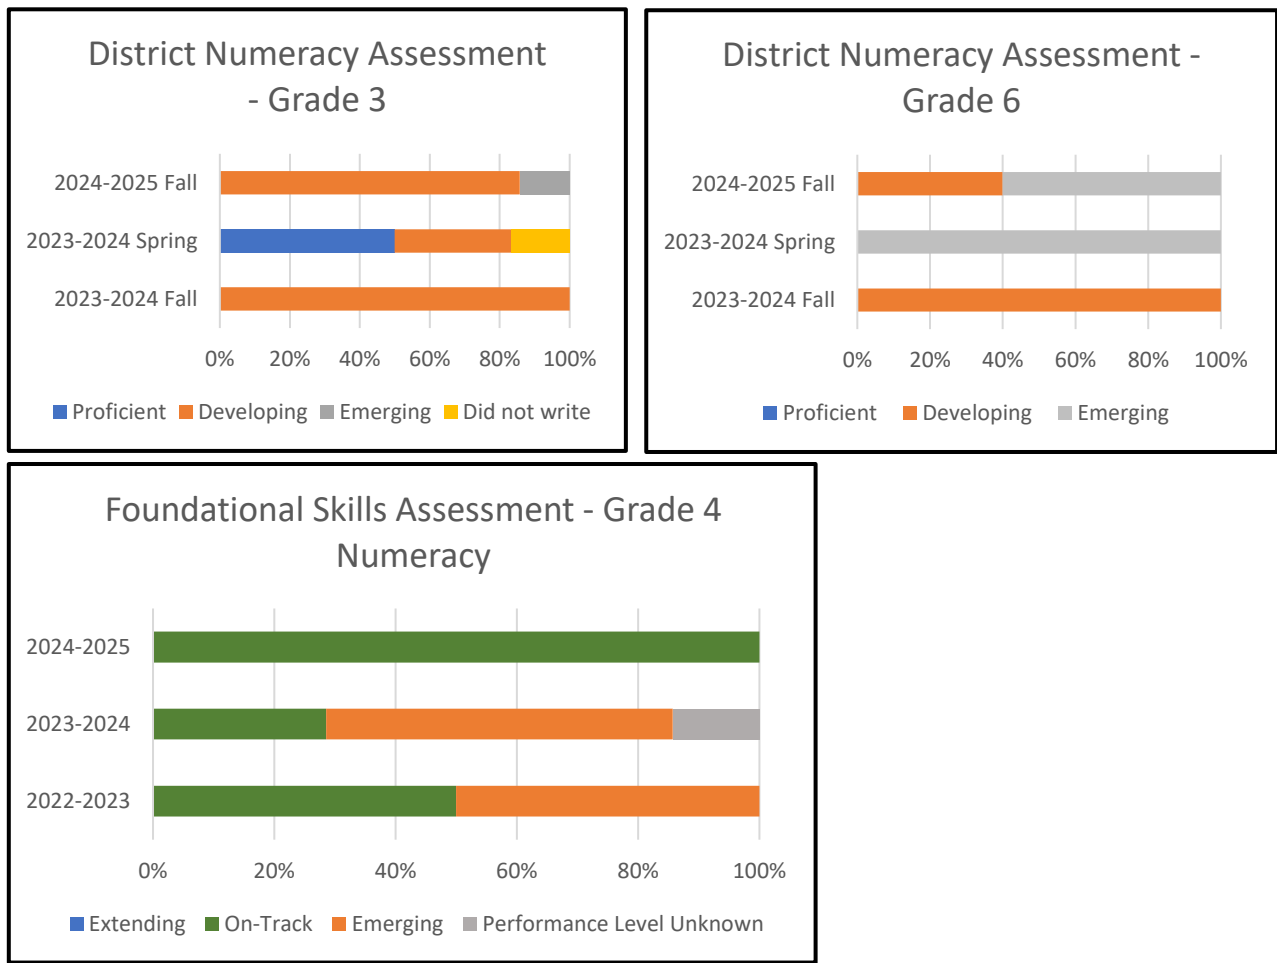 District Numeracy Assessment
- Grade 3
2024-2025 Fall
2023-2024 Spring
2023-2024 Fall
0% 20% 40% 60% 80% 100%
Proficient Developing Emerging Did not write
District Numeracy Assessment -
Grade 6
2024-2025 Fall
2023-2024 Spring
2023-2024 Fall
0% 20% 40% 60% 80% 100%
Proficient Developing Emerging
Foundational Skills Assessment - Grade 4
Numeracy
2024-2025
2023-2024
2022-2023
0% 20% 40% 60% 80% 100%
Extending On-Track Emerging Performance Level Unknown